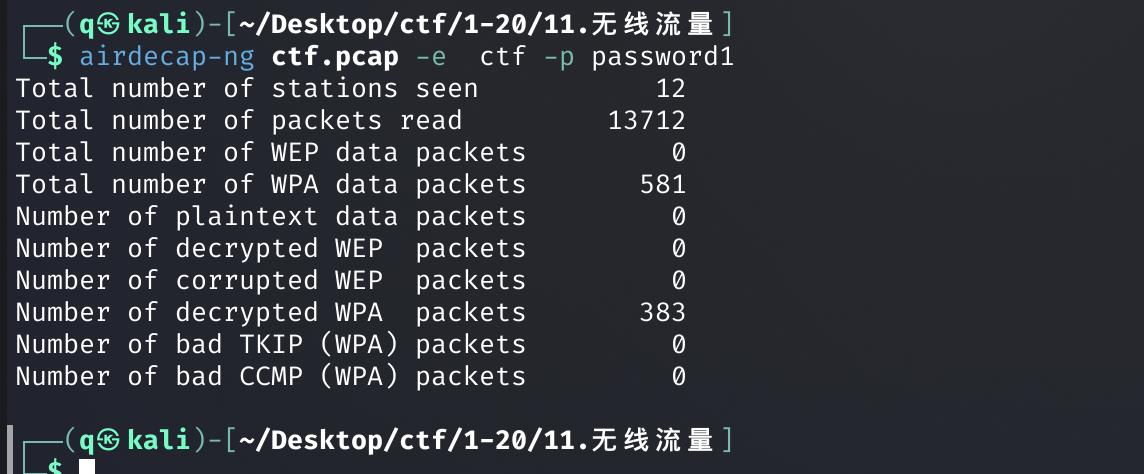 ┌──(q㉿kali)-[~/Desktop/ctf/1-20/11.无线流量]
└─$ airdecap-ng ctf.pcap -e  ctf -p password1
Total number of stations seen           12
Total number of packets read         13712
Total number of WEP data packets         0
Total number of WPA data packets       581
Number of plaintext data packets         0
Number of decrypted WEP  packets         0
Number of corrupted WEP  packets         0
Number of decrypted WPA  packets       383
Number of bad TKIP (WPA) packets         0
Number of bad CCMP (WPA) packets         0
┌──(q㉿kali)-[~/Desktop/ctf/1-20/11.无线流量]
└─$